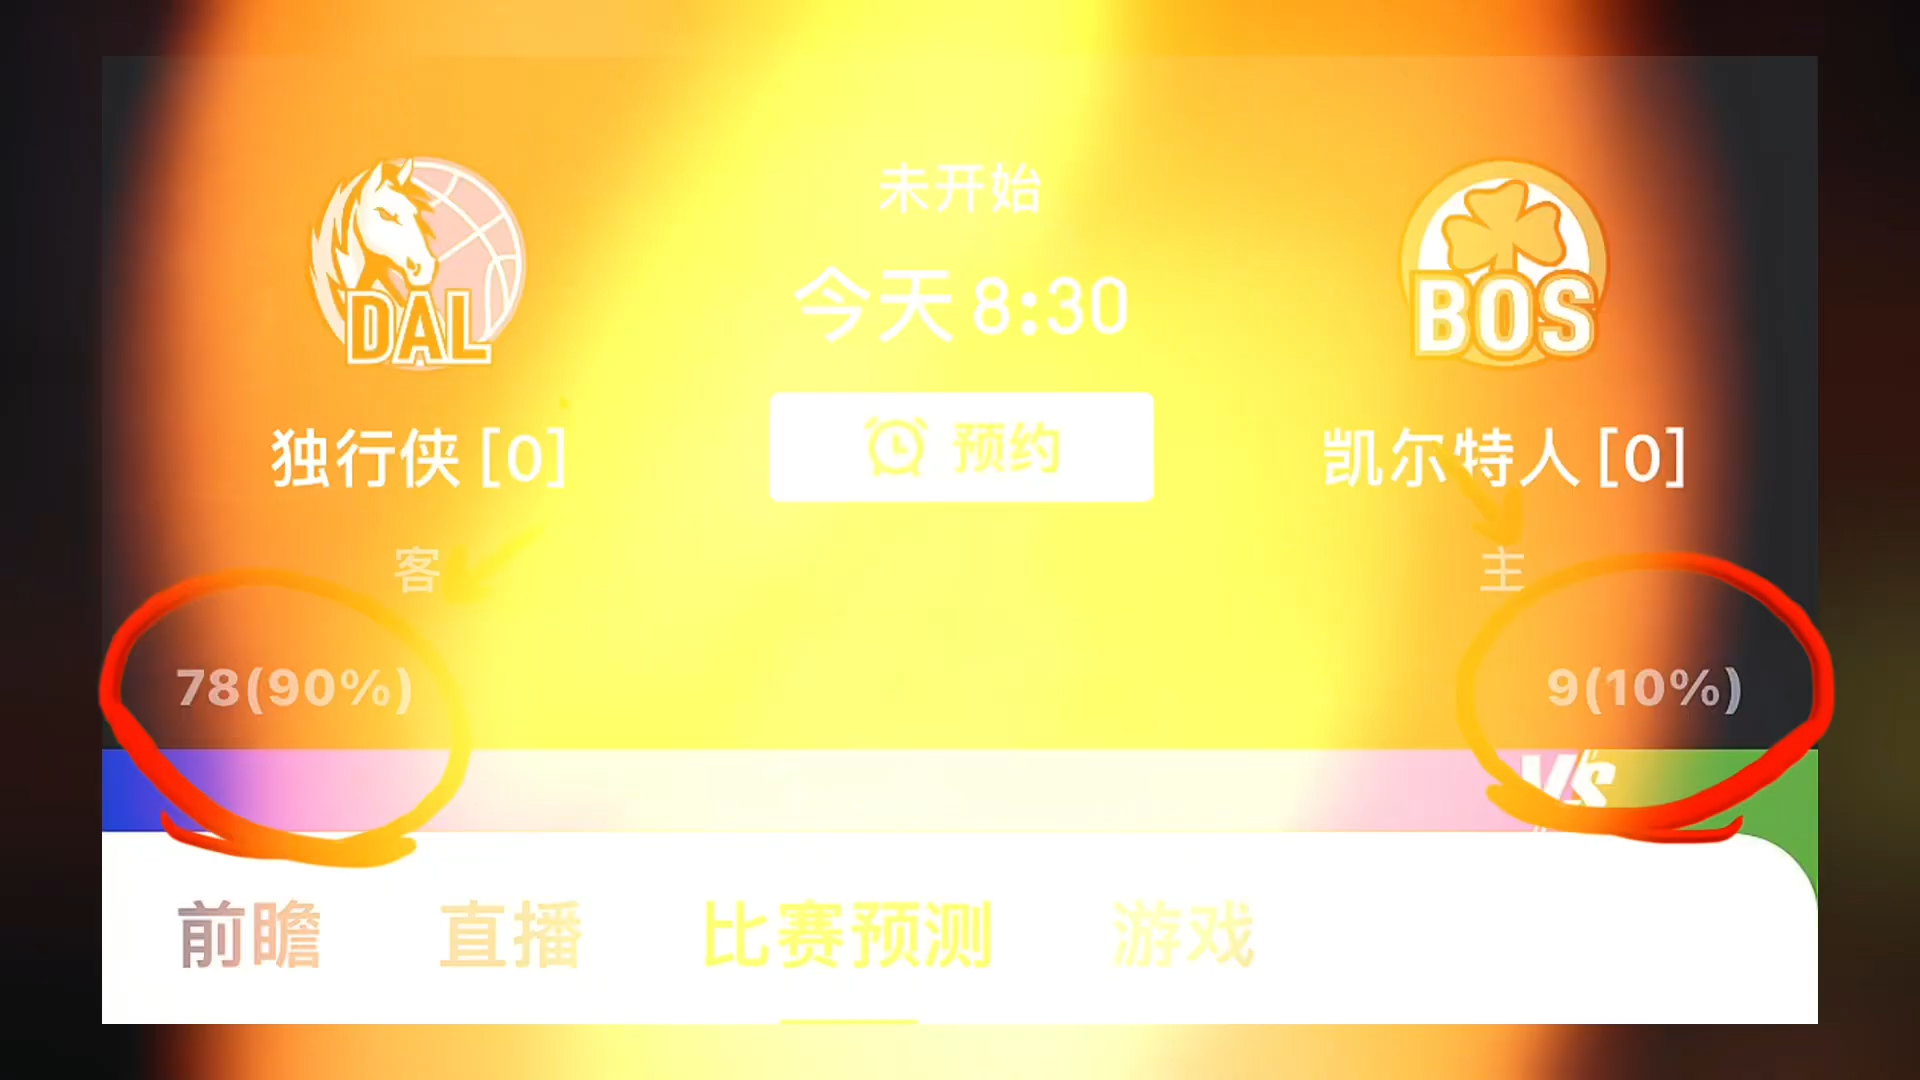 未开始
今天 8:30
DAL
BOS
预约
独行侠 [0]
凯尔特人 [0]
客
主
78(90%)
9(10%)
VS
前瞻 直播 比赛预测 游戏